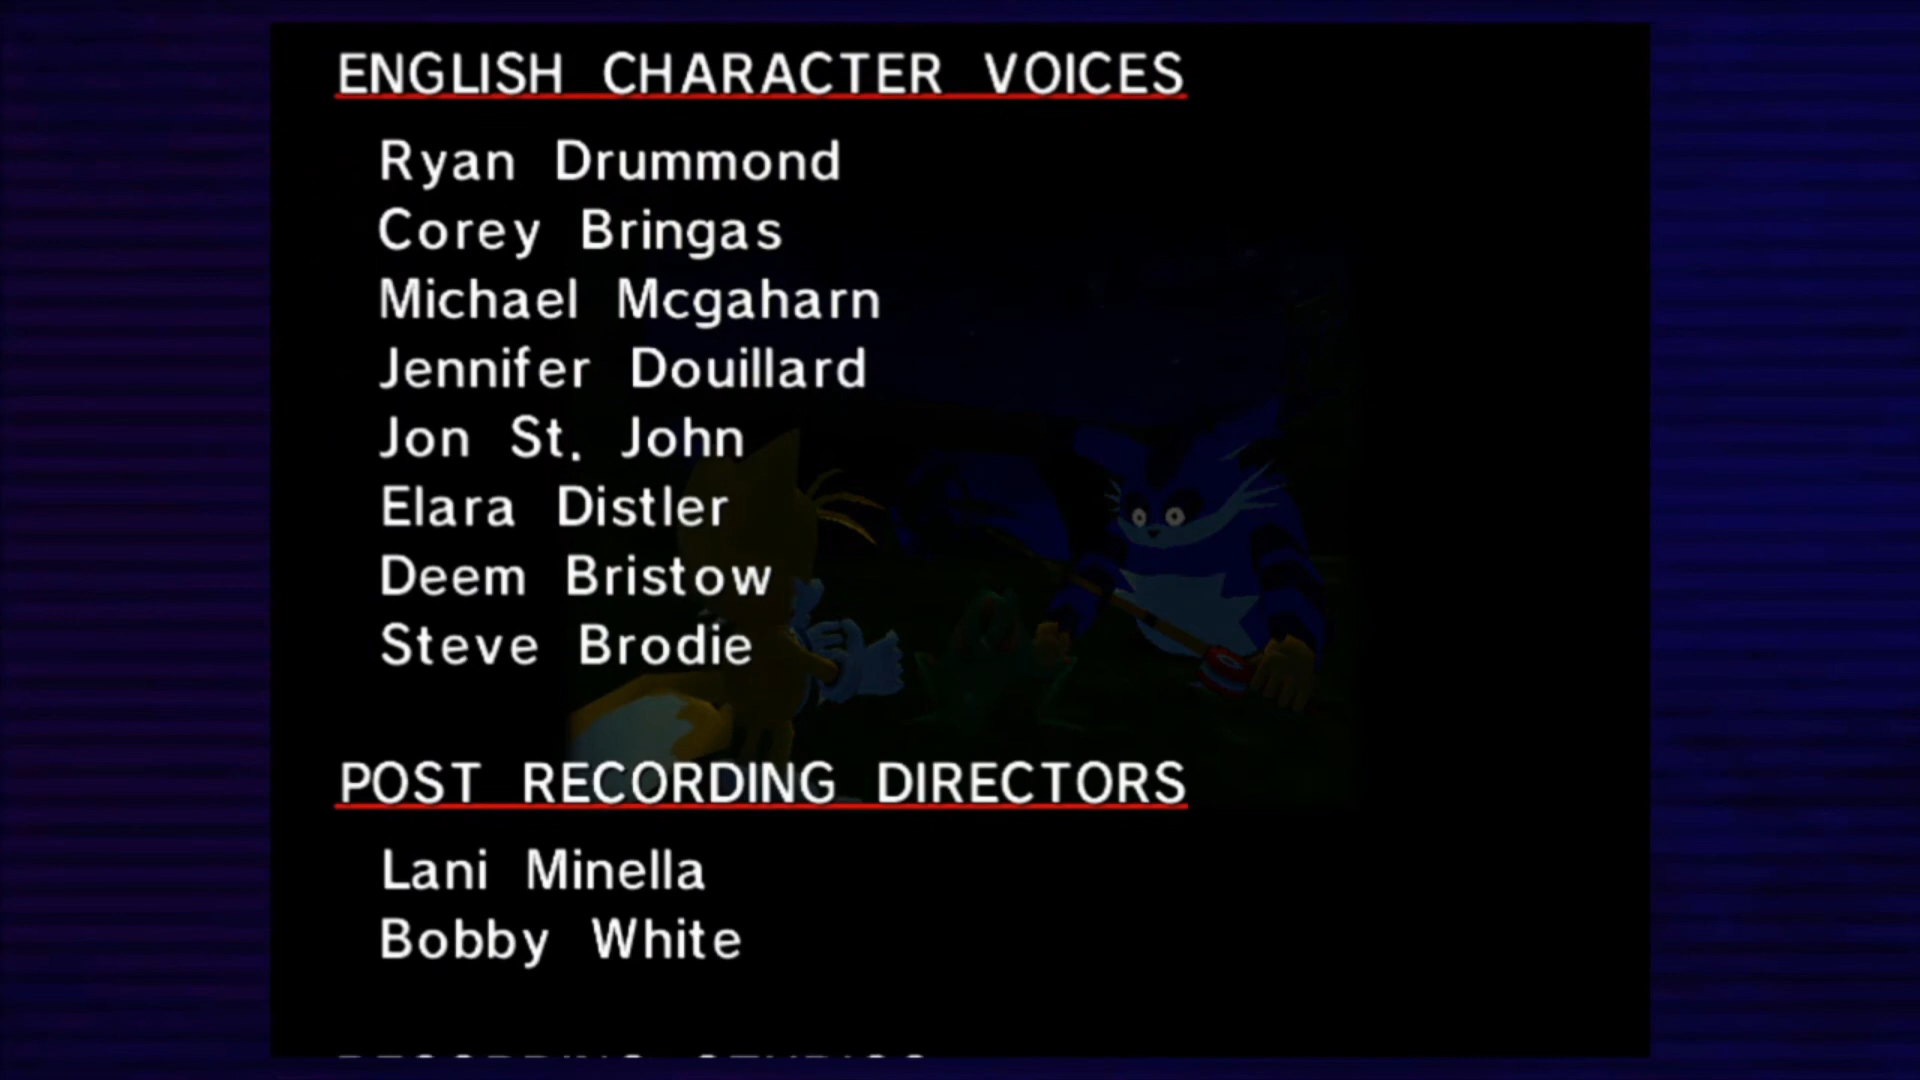 ENGLISH CHARACTER VOICES
Ryan Drummond
Corey Bringas
Michael Mcgaharn
Jennifer Douillard
Jon St. John
Elara Distler
Deem Bristow
Steve Brodie
POST RECORDING DIRECTORS
Lani Minella
Bobby White